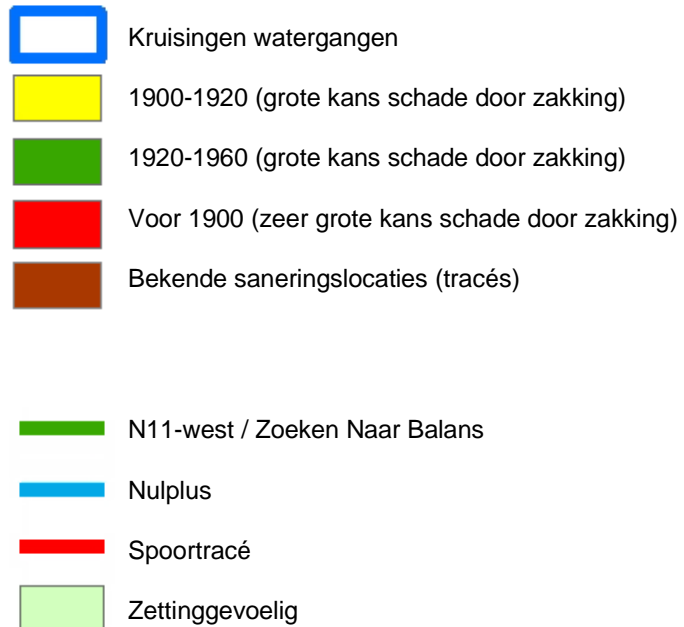 Kruisingen watergangen
1900-1920 (grote kans schade door zakking)
1920-1960 (grote kans schade door zakking)
Voor 1900 (zeer grote kans schade door zakking)
Bekende saneringslocaties (tracés)
N11-west / Zoeken Naar Balans
Nulplus
Spoortracé
Zettinggevoelig